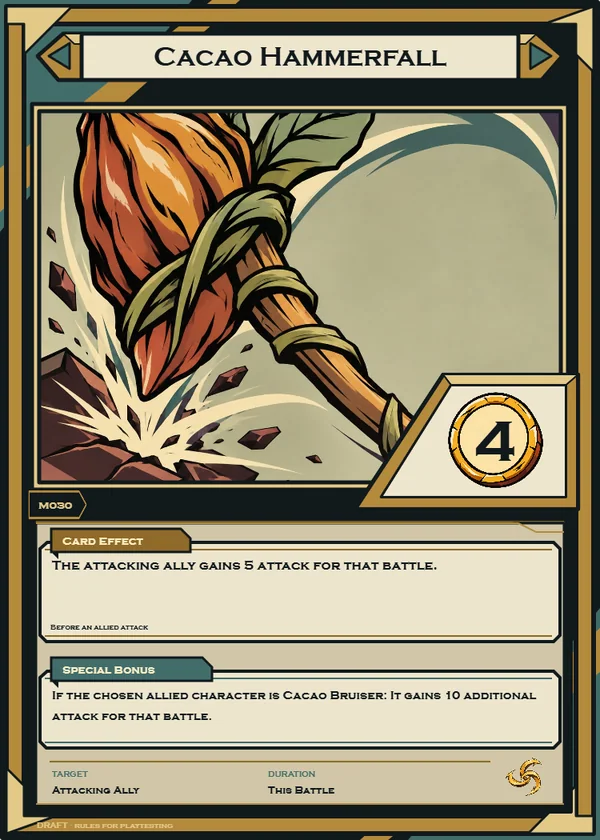 Cacao Hammerfall
4
M030
Card Effect
The attacking ally gains 5 attack for that battle.
Before an allied attack
Special Bonus
If the chosen allied character is Cacao Bruiser: It gains 10 additional
attack for that battle.
Target
Duration
Attacking Ally
This Battle
DRAFT · Rules for playtesting